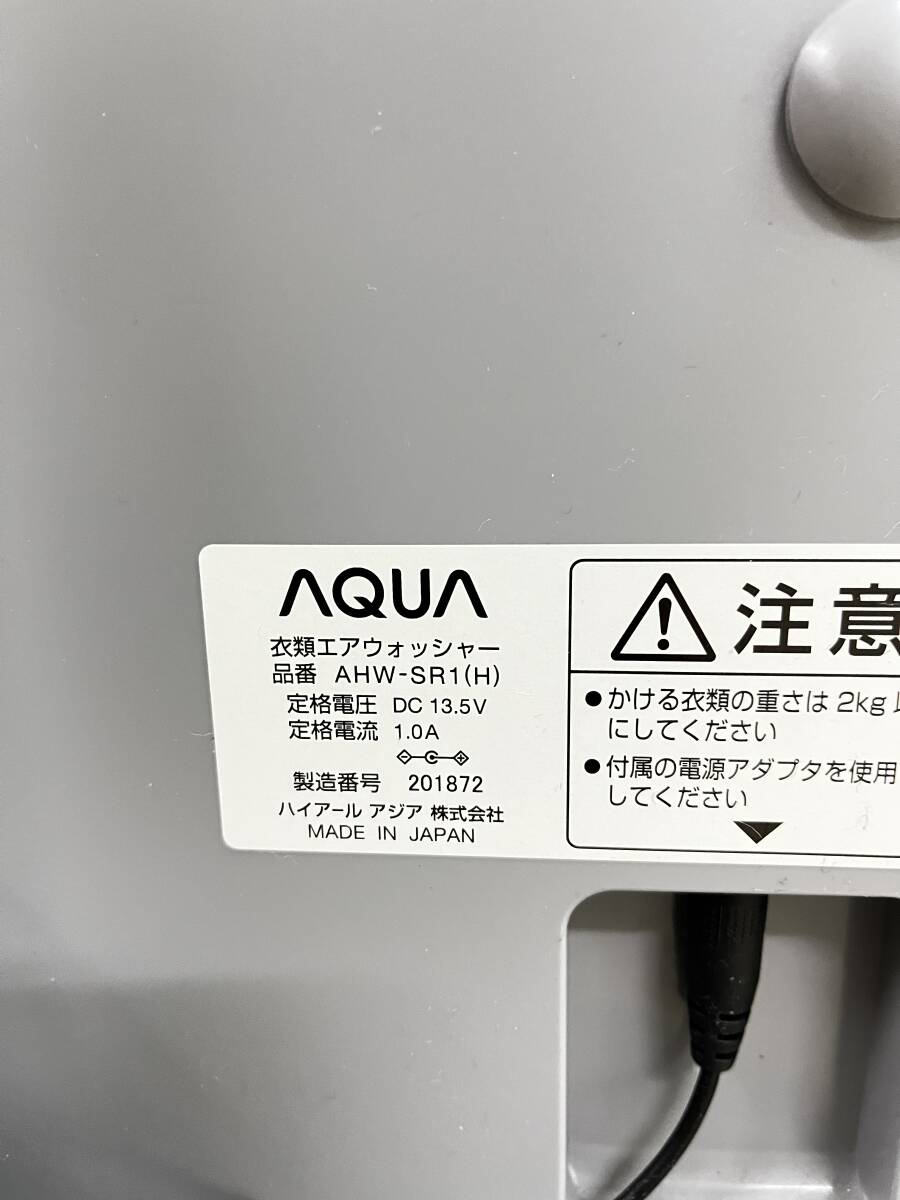 AQUA
衣類エアウォッシャー
品番 AHW-SR1(H)
定格電圧 DC 13.5V
定格電流 1.0A
製造番号 201872
ハイアール アジア 株式会社
MADE IN JAPAN
注意
●かける衣類の重さは2kg
にしてください
●付属の電源アダプタを使用
してください